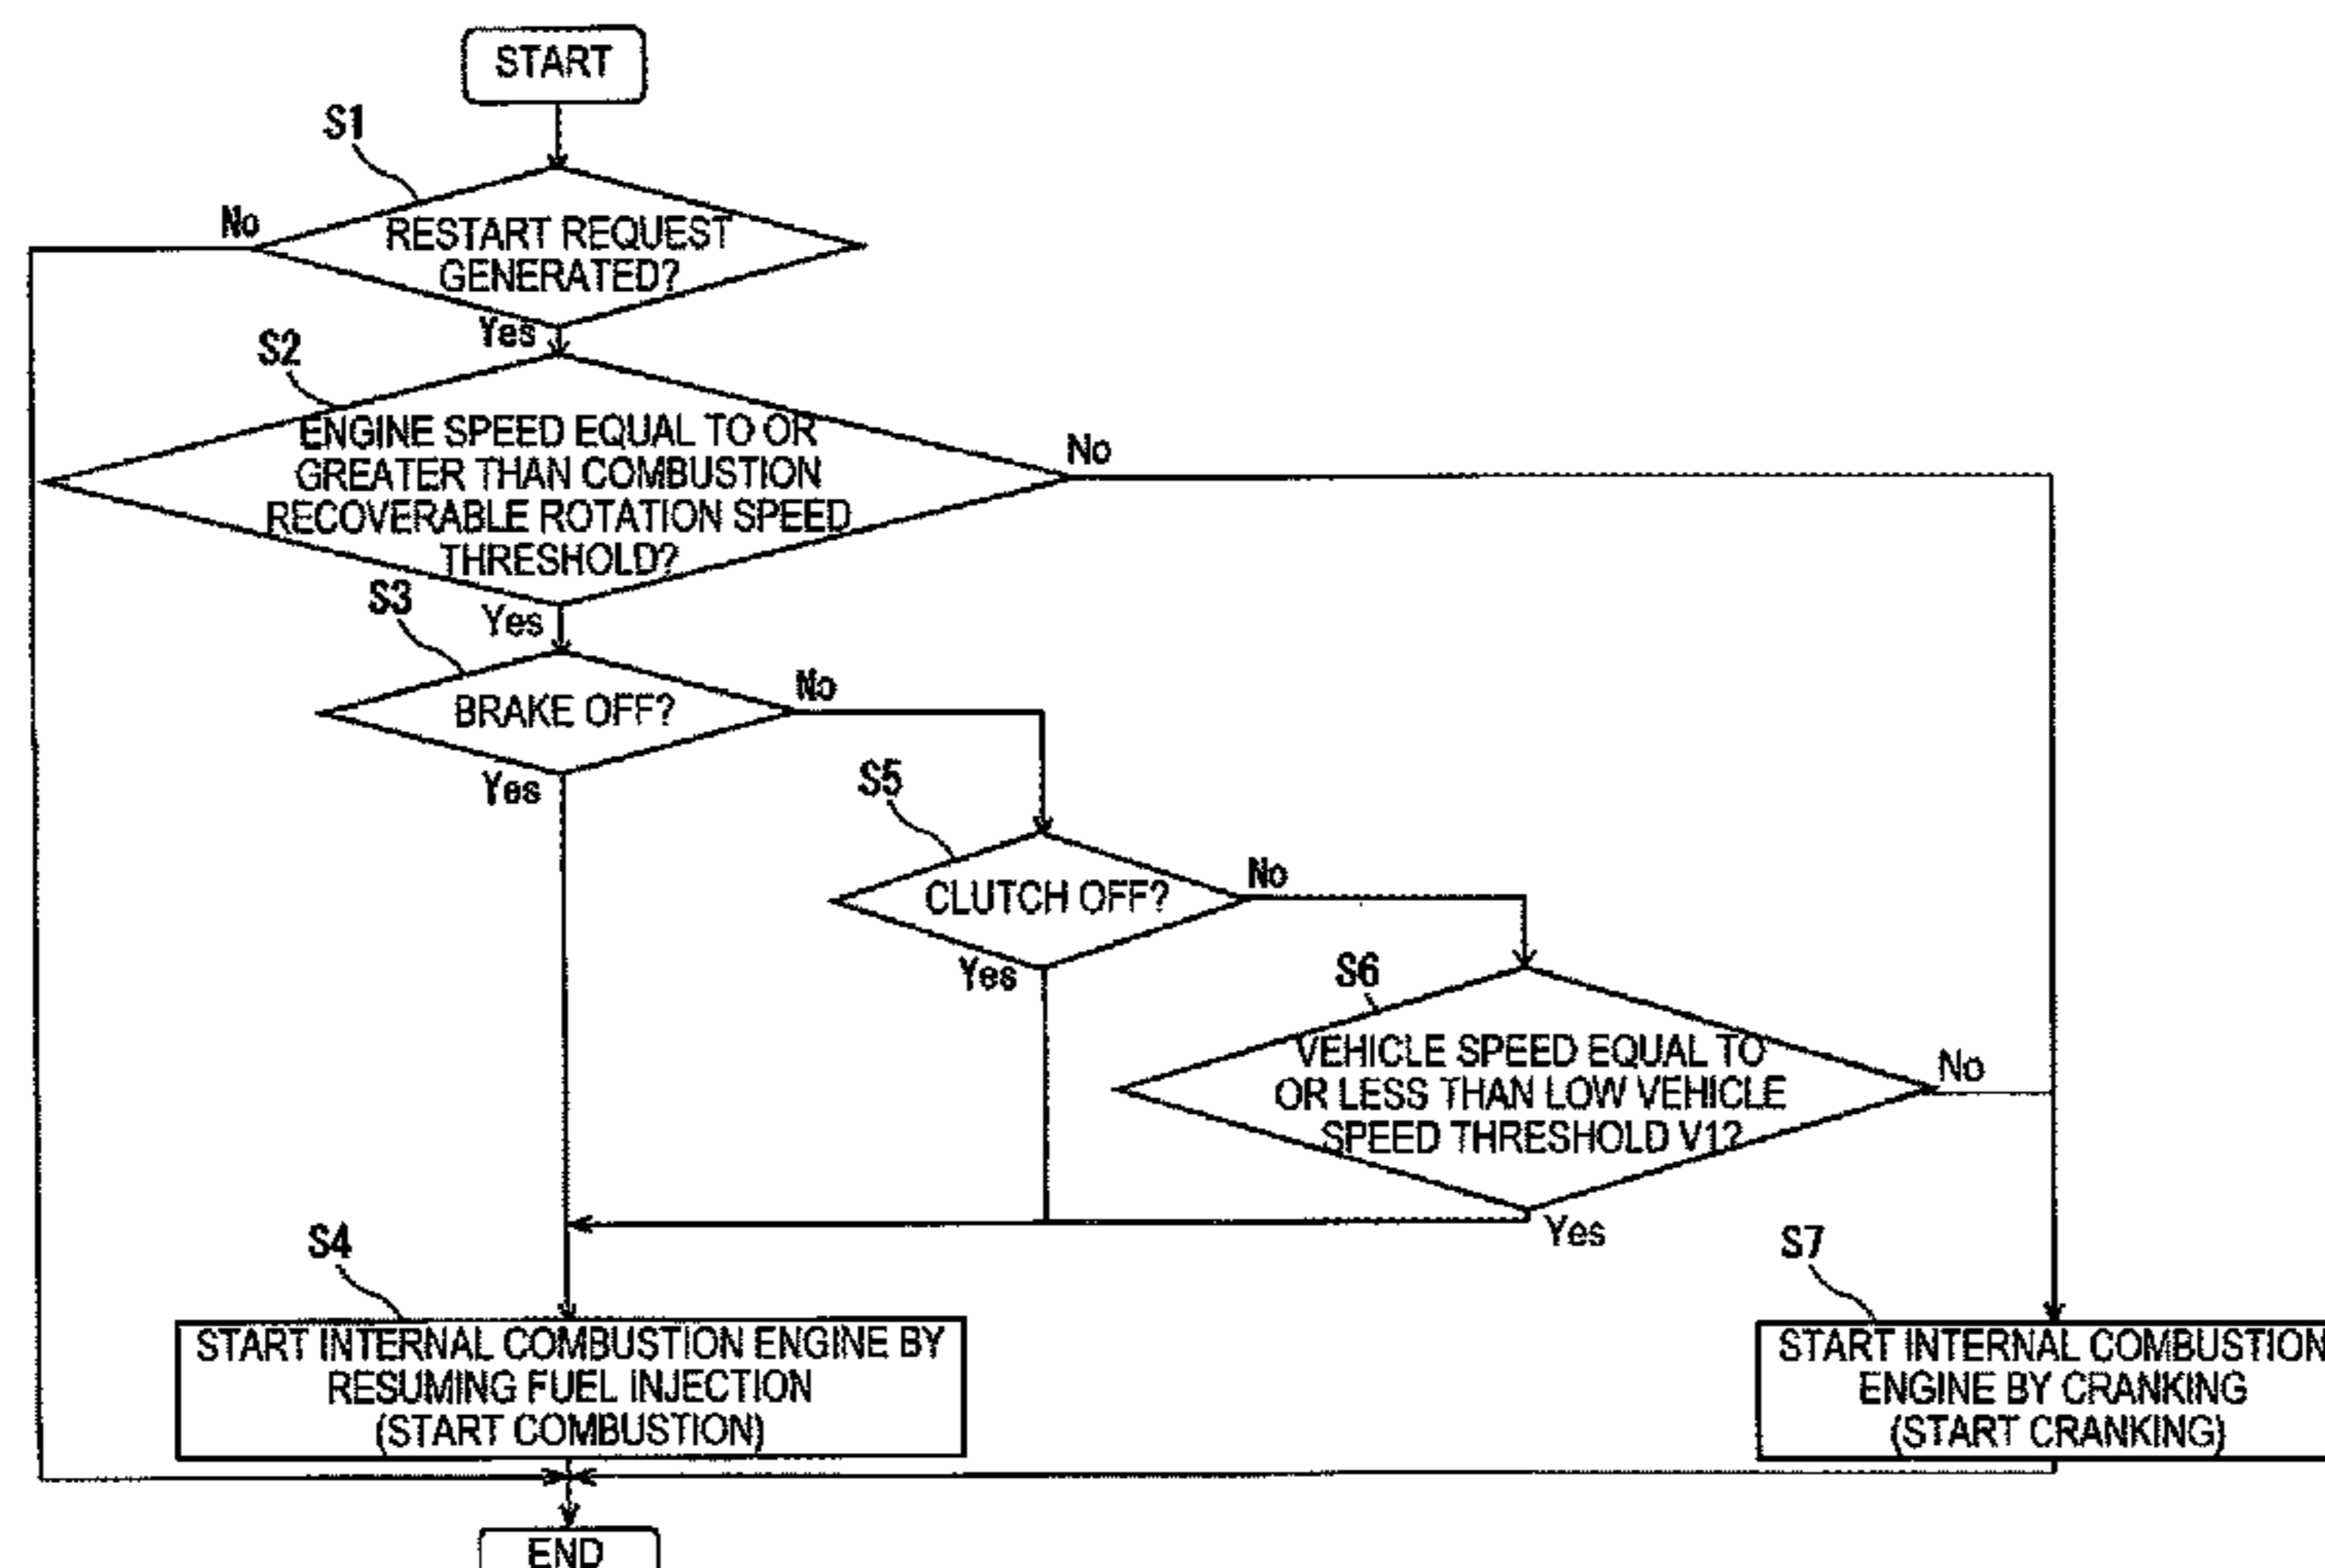 START
S1
No
RESTART REQUEST
GENERATED?
Yes
S2
ENGINE SPEED EQUAL TO OR
GREATER THAN COMBUSTION
RECOVERABLE ROTATION SPEED
THRESHOLD?
No
Yes
S3
BRAKE OFF?
No
Yes
S5
CLUTCH OFF?
No
Yes
S6
VEHICLE SPEED EQUAL TO
OR LESS THAN LOW VEHICLE
SPEED THRESHOLD V1?
No
Yes
S4
START INTERNAL COMBUSTION ENGINE BY
RESUMING FUEL INJECTION
(START COMBUSTION)
S7
START INTERNAL COMBUSTION
ENGINE BY CRANKING
(START CRANKING)
END